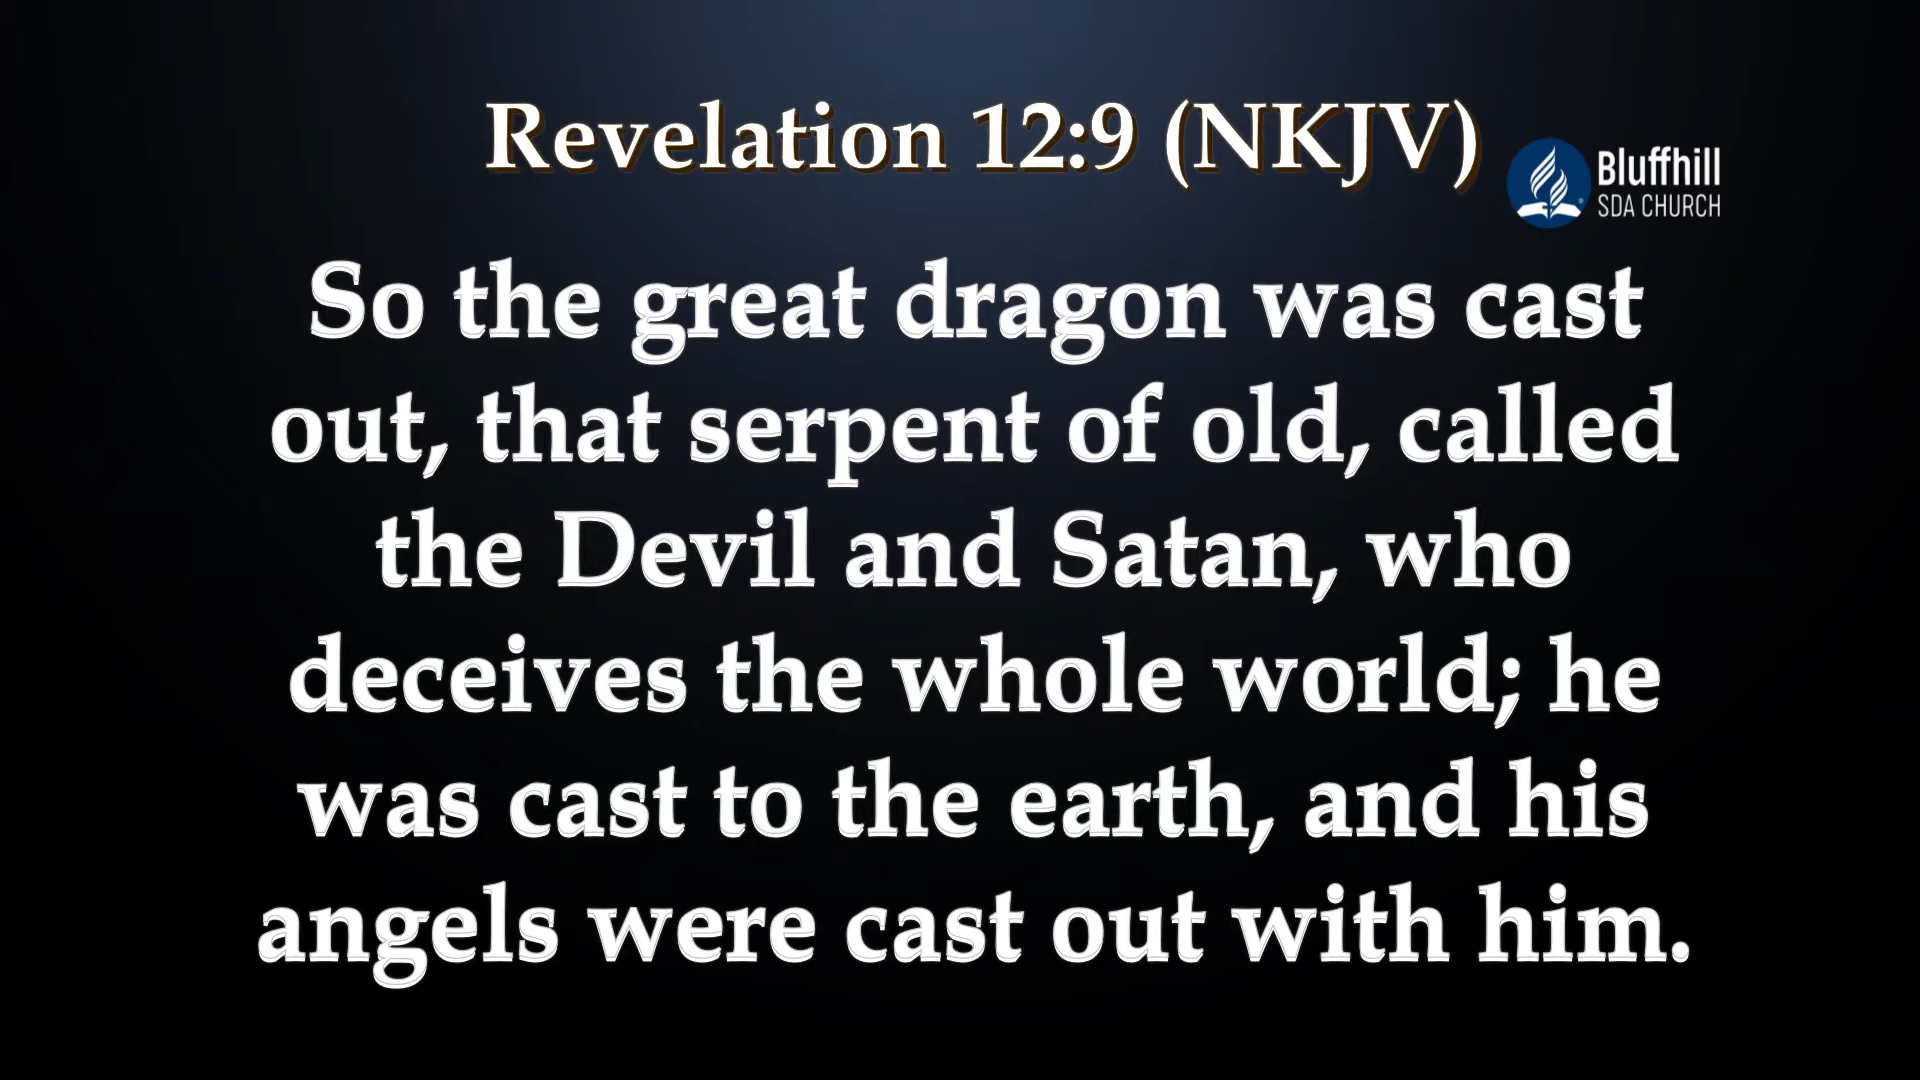 Revelation 12:9 (NKJV)
Bluffhill
SDA CHURCH
So the great dragon was cast
out, that serpent of old, called
the Devil and Satan, who
deceives the whole world; he
was cast to the earth, and his
angels were cast out with him.